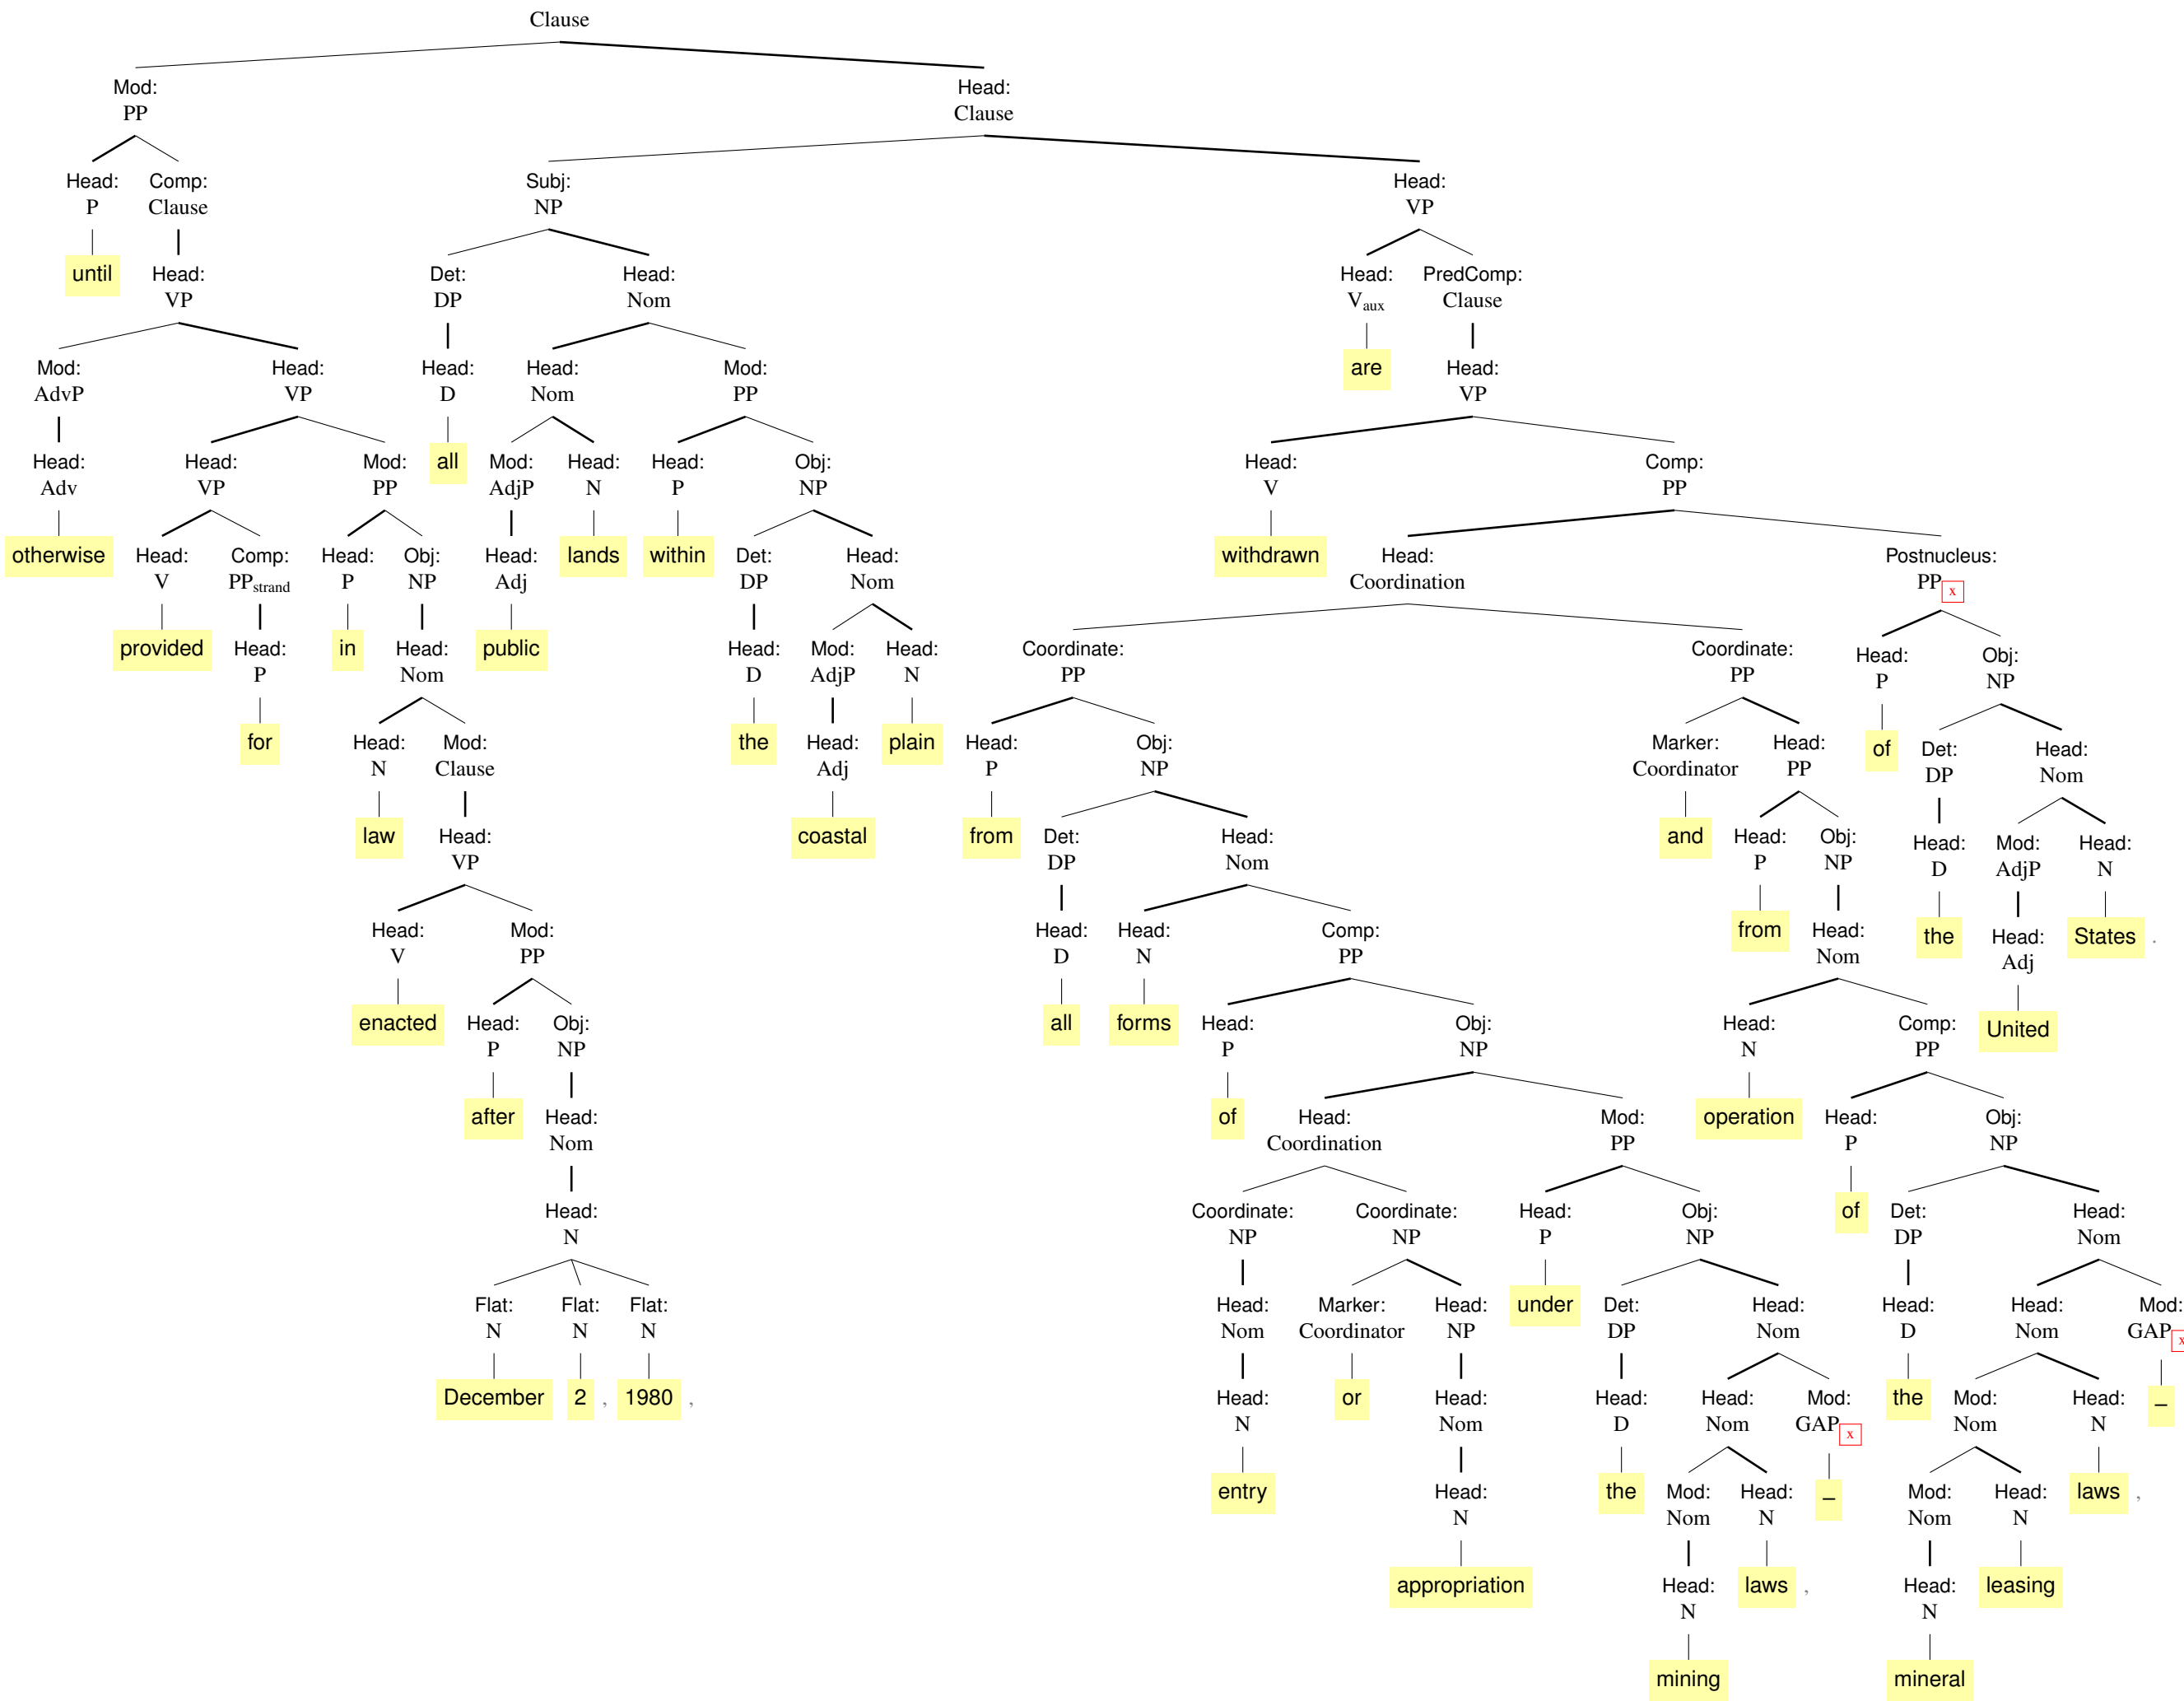 Clause
Mod: Head:
PP Clause
Head: Comp: Subj: Head:
P Clause NP VP
until Head: Det: Head: Head: PredComp:
VP DP Nom Vaux Clause
Mod: Head: Head: Head: Mod: are Head:
AdvP VP D Nom PP VP
Head: Head: Mod: all Mod: Head: Head: Obj: Head: Comp:
Adv VP PP AdjP N P NP V PP
otherwise Head: Comp: Head: Obj: Head: lands within Det: Head: withdrawn Head: Postnucleus:
V PPstrand P NP Adj DP Nom Coordination PP x
provided Head: in Head: public Head: Mod: Head: Coordinate: Coordinate: Head: Obj:
P Nom D AdjP N PP PP P NP
for Head: Mod: the Head: plain Head: Obj: Marker: Head: of Det: Head:
N Clause Adj P NP Coordinator PP DP Nom
law Head: coastal from Det: Head: and Head: Obj: Head: Mod: Head:
VP DP Nom P NP D AdjP N
Head: Mod: Head: Head: Comp: from Head: the Head: States .
V PP D N PP Nom Adj
enacted Head: Obj: all forms Head: Obj: Head: Comp: United
P NP P NP N PP
after Head: of Head: Mod: operation Head: Obj:
Nom Coordination PP P NP
Head: Coordinate: Coordinate: Head: Obj: of Det: Head:
N NP NP P NP DP Nom
Flat: Flat: Flat: Head: Marker: Head: under Det: Head: Head: Head: Mod:
N N N Nom Coordinator NP DP Nom D Nom GAP x
December 2 , 1980 , Head: or Head: Head: Head: Mod: the Mod: Head: –
N Nom D Nom GAP x Nom N
entry Head: the Mod: Head: – Mod: Head: laws ,
N Nom N Nom N
appropriation Head: laws , Head: leasing
N N
mining mineral